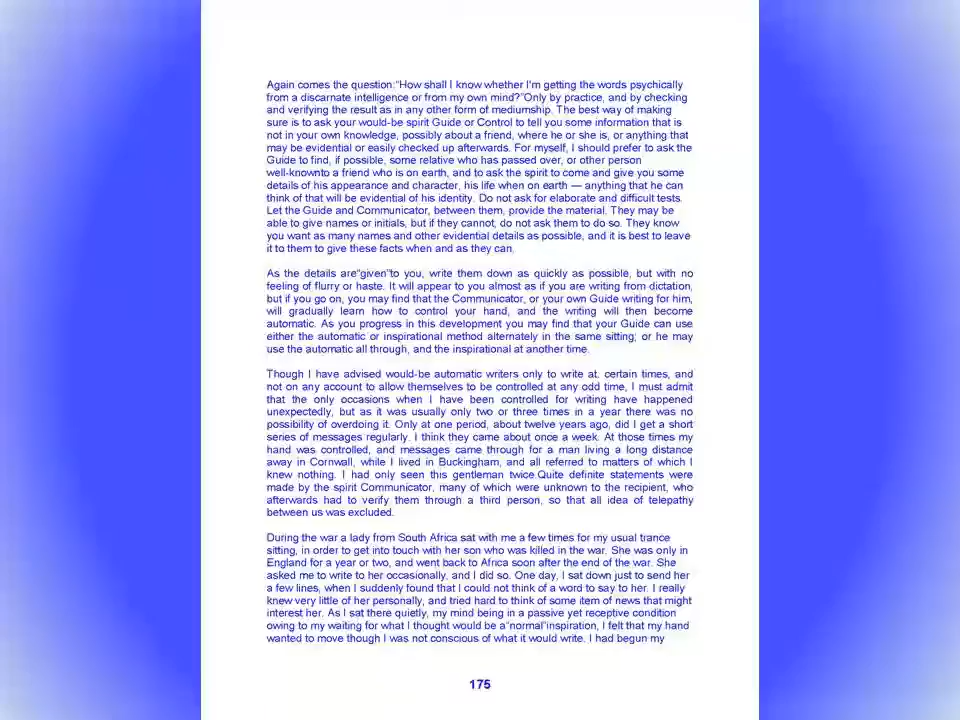 Again comes the question:“How shall I know whether I'm getting the words psychically
from a discarnate intelligence or from my own mind?”Only by practice, and by checking
and verifying the result as in any other form of mediumship. The best way of making
sure is to ask your would-be spirit Guide or Control to tell you some information that is
not in your own knowledge, possibly about a friend, where he or she is, or anything that
may be evidential or easily checked up afterwards. For myself, I should prefer to ask the
Guide to find, if possible, some relative who has passed over, or other person
well-knownto a friend who is on earth, and to ask the spirit to come and give you some
details of his appearance and character, his life when on earth — anything that he can
think of that will be evidential of his identity. Do not ask for elaborate and difficult tests.
Let the Guide and Communicator, between them, provide the material. They may be
able to give names or initials, but if they cannot, do not ask them to do so. They know
you want as many names and other evidential details as possible, and it is best to leave
it to them to give these facts when and as they can.
As the details are“given”to you, write them down as quickly as possible, but with no
feeling of flurry or haste. It will appear to you almost as if you are writing from dictation,
but if you go on, you may find that the Communicator, or your own Guide writing for him,
will gradually learn how to control your hand, and the writing will then become
automatic. As you progress in this development you may find that your Guide can use
either the automatic or inspirational method alternately in the same sitting; or he may
use the automatic all through, and the inspirational at another time.
Though I have advised would-be automatic writers only to write at. certain times, and
not on any account to allow themselves to be controlled at any odd time, I must admit
that the only occasions when I have been controlled for writing have happened
unexpectedly, but as it was usually only two or three times in a year there was no
possibility of overdoing it. Only at one period, about twelve years ago, did I get a short
series of messages regularly. I think they came about once a week. At those times my
hand was controlled, and messages came through for a man living a long distance
away in Cornwall, while I lived in Buckingham, and all referred to matters of which I
knew nothing. I had only seen this gentleman twice.Quite definite statements were
made by the spirit Communicator, many of which were unknown to the recipient, who
afterwards had to verify them through a third person, so that all idea of telepathy
between us was excluded.
During the war a lady from South Africa sat with me a few times for my usual trance
sitting, in order to get into touch with her son who was killed in the war. She was only in
England for a year or two, and went back to Africa soon after the end of the war. She
asked me to write to her occasionally, and I did so. One day, I sat down just to send her
a few lines, when I suddenly found that I could not think of a word to say to her. I really
knew very little of her personally, and tried hard to think of some item of news that might
interest her. As I sat there quietly, my mind being in a passive yet receptive condition
owing to my waiting for what I thought would be a“normal”inspiration, I felt that my hand
wanted to move though I was not conscious of what it would write. I had begun my
175